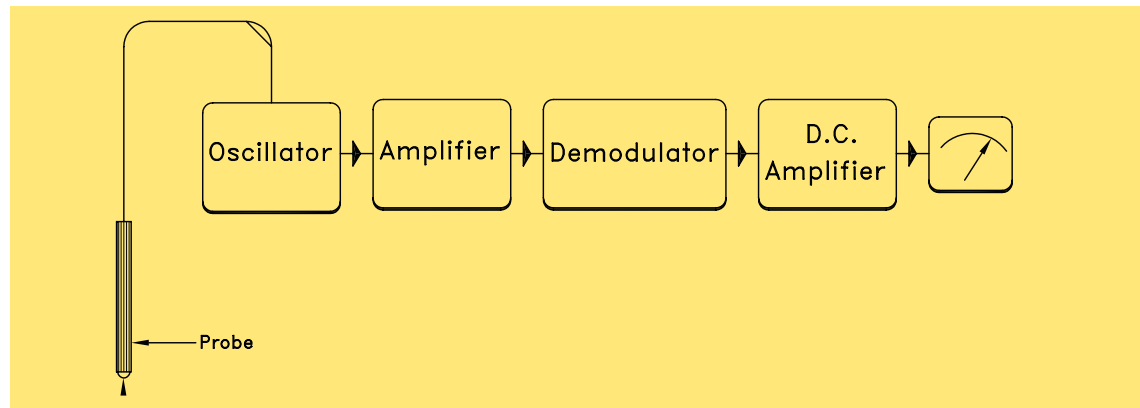 Oscillator
Amplifier
Demodulator
D.C.
Amplifier
Probe